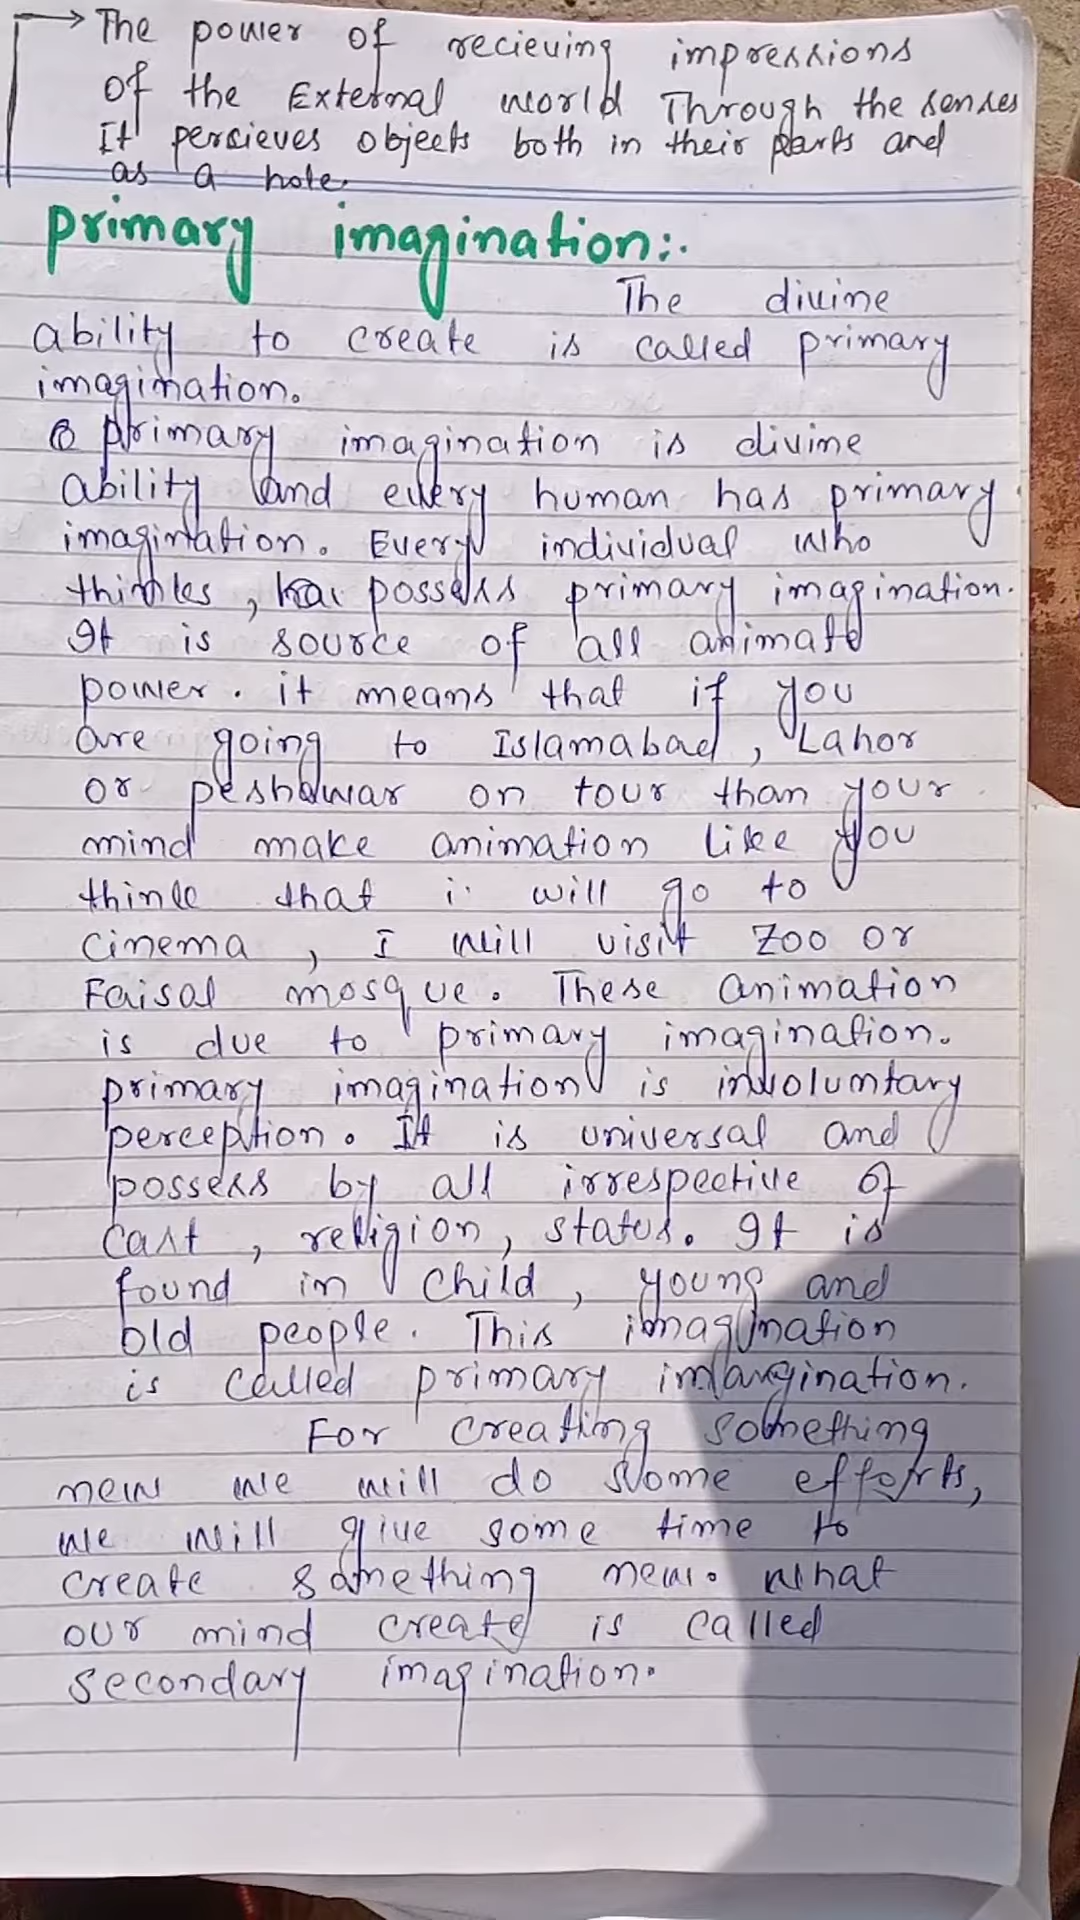 The power of recieving impressions
of the External world Through the senses
It percieves objects both in their parts and
as a hole.
primary imagination:.
The divine
ability to create is called primary
imagination.
primary imagination is divine
ability and every human has primary
imagination. Every individual who
thinks, possess primary imagination.
It is source of all animate
power. it means that if you
are going to Islamabad, Lahor
or peshawar on tour than your
mind make animation like you
think that i will go to
cinema, I will visit zoo or
Faisal mosque. These animation
is due to primary imagination.
primary imagination is involuntary
perception. It is universal and
possess by all irrespective of
cast, religion, status. It is
found in child, young and
old people. This imagination
is called primary imagination.
For creating something
new we will do some efforts,
we will give some time to
create something new. what
our mind create is called
secondary imagination.